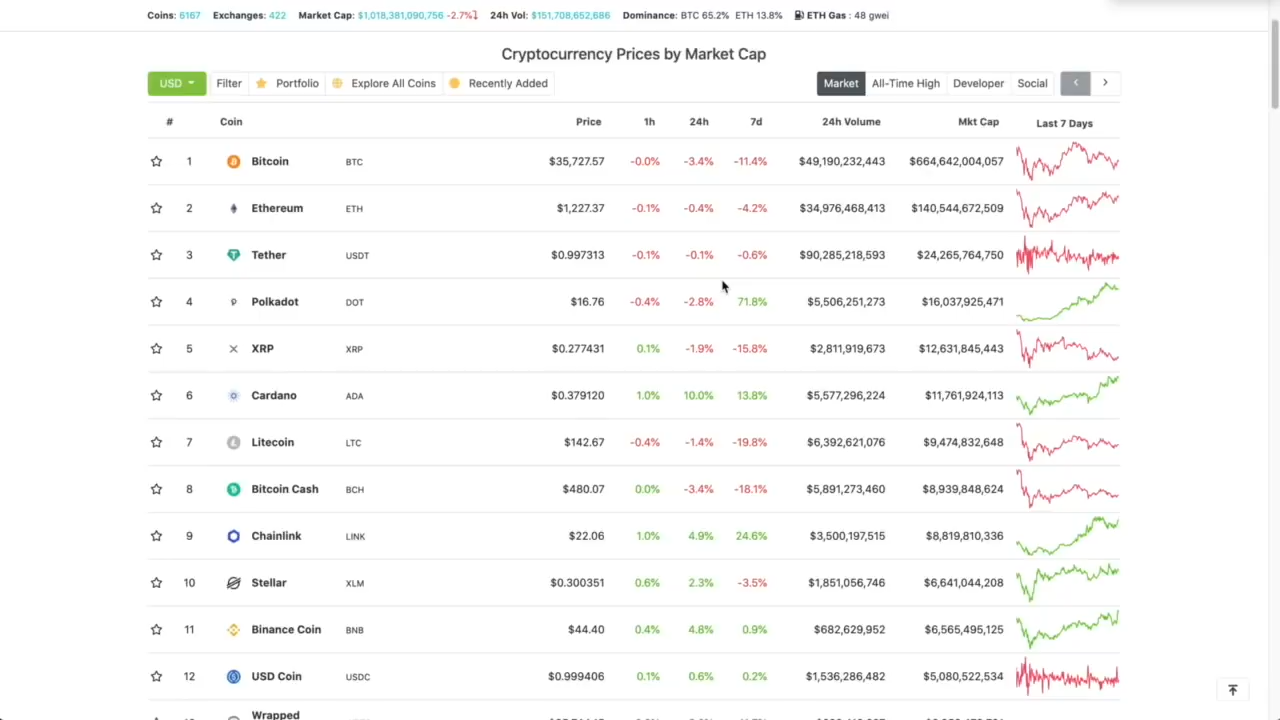 Coins: 6167 Exchanges: 422 Market Cap: $1,018,381,090,756 -2.7% 24h Vol: $151,708,652,686 Dominance: BTC 65.2% ETH 13.8% ETH Gas : 48 gwei
Cryptocurrency Prices by Market Cap
USD Filter Portfolio Explore All Coins Recently Added Market All-Time High Developer Social
# Coin Price 1h 24h 7d 24h Volume Mkt Cap Last 7 Days
1 Bitcoin BTC $35,727.57 -0.0% -3.4% -11.4% $49,190,232,443 $664,642,004,057
2 Ethereum ETH $1,227.37 -0.1% -0.4% -4.2% $34,976,468,413 $140,544,672,509
3 Tether USDT $0.997313 -0.1% -0.1% -0.6% $90,285,218,593 $24,265,764,750
4 Polkadot DOT $16.76 -0.4% -2.8% 71.8% $5,506,251,273 $16,037,925,471
5 XRP XRP $0.277431 0.1% -1.9% -15.8% $2,811,919,673 $12,631,845,443
6 Cardano ADA $0.379120 1.0% 10.0% 13.8% $5,577,296,224 $11,761,924,113
7 Litecoin LTC $142.67 -0.4% -1.4% -19.8% $6,392,621,076 $9,474,832,648
8 Bitcoin Cash BCH $480.07 0.0% -3.4% -18.1% $5,891,273,460 $8,939,848,624
9 Chainlink LINK $22.06 1.0% 4.9% 24.6% $3,500,197,515 $8,819,810,336
10 Stellar XLM $0.300351 0.6% 2.3% -3.5% $1,851,056,746 $6,641,044,208
11 Binance Coin BNB $44.40 0.4% 4.8% 0.9% $682,629,952 $6,565,495,125
12 USD Coin USDC $0.999406 0.1% 0.6% 0.2% $1,536,286,482 $5,080,522,534
Wrapped